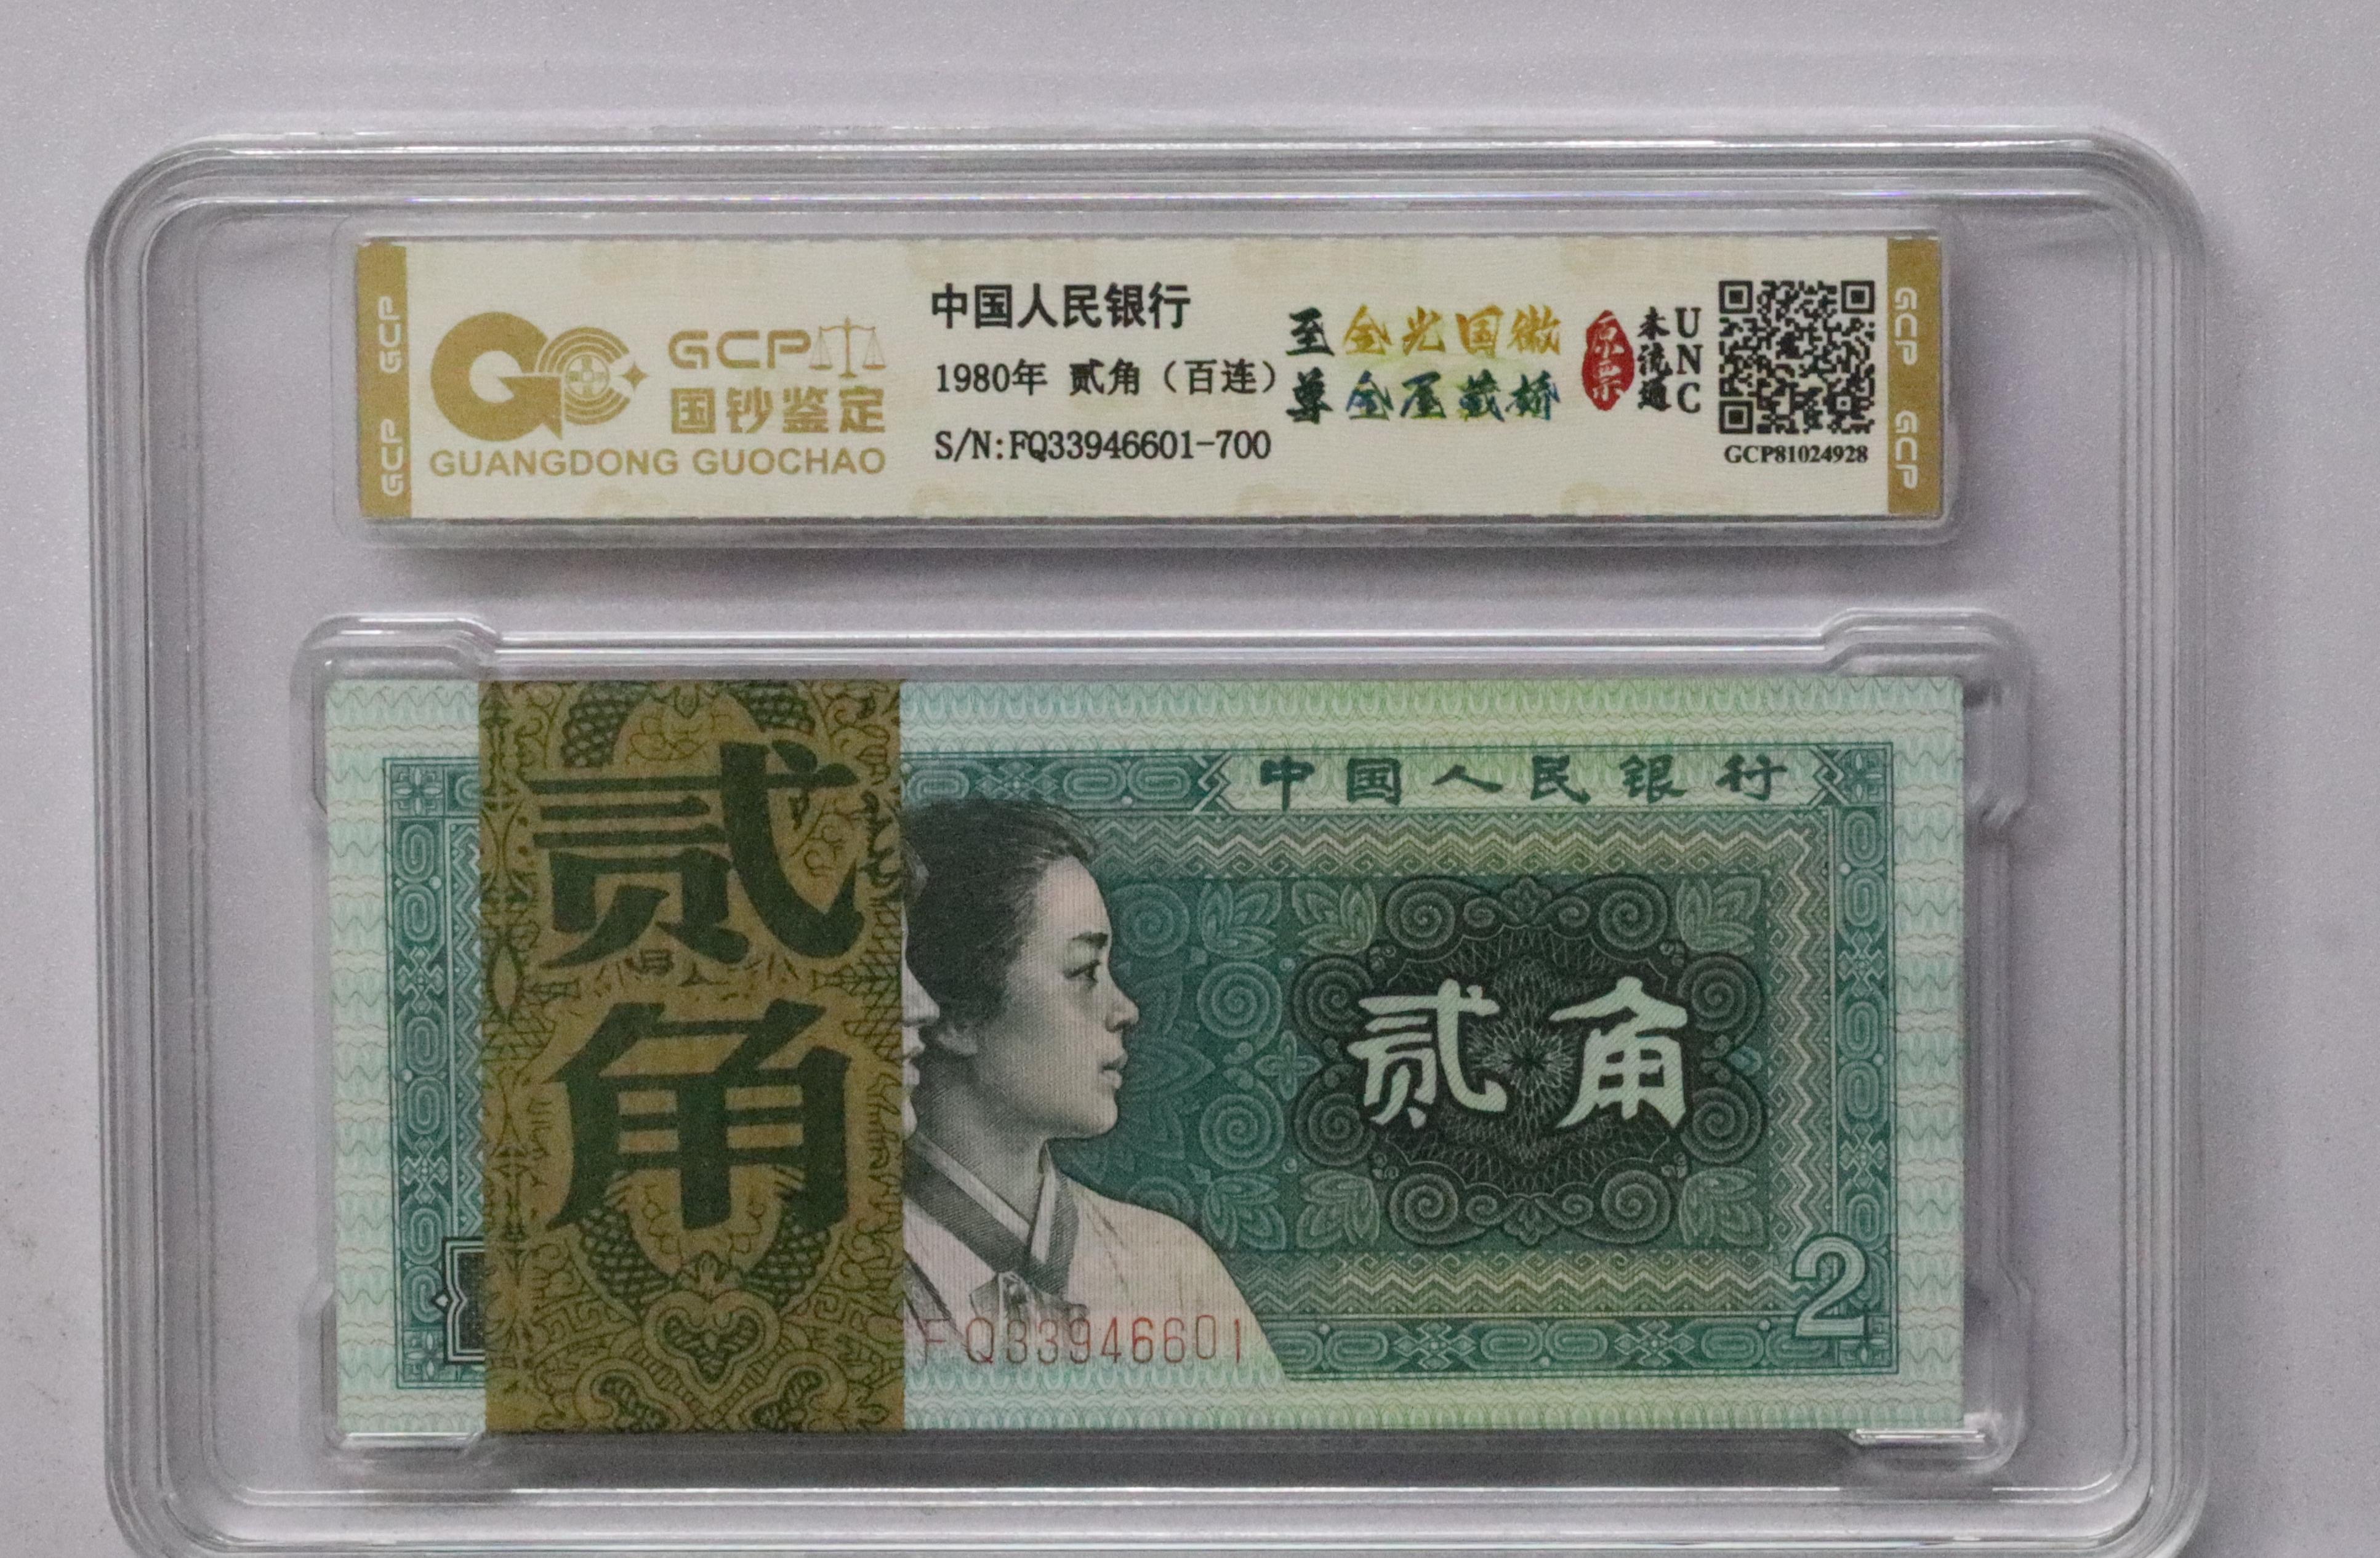 GCP
GCP
GCP
国钞鉴定
GUANGDONG GUOCHAO
中国人民银行
1980年 贰角（百连）
S/N:FQ33946601-700
至尊
金光国徽
金屋藏娇
原票
未流通
UNC
GCP81024928
GCP
GCP
贰角
中国人民银行
贰角
2
FQ33946601